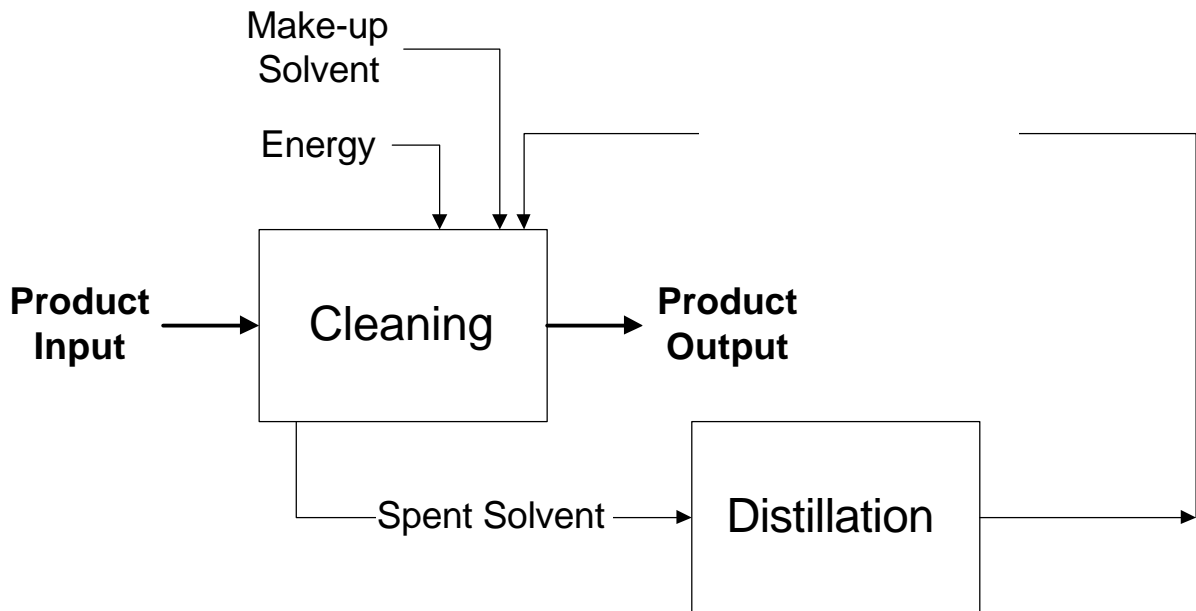 Make-up
Solvent
Energy
Product
Input
Cleaning
Product
Output
Spent Solvent
Distillation